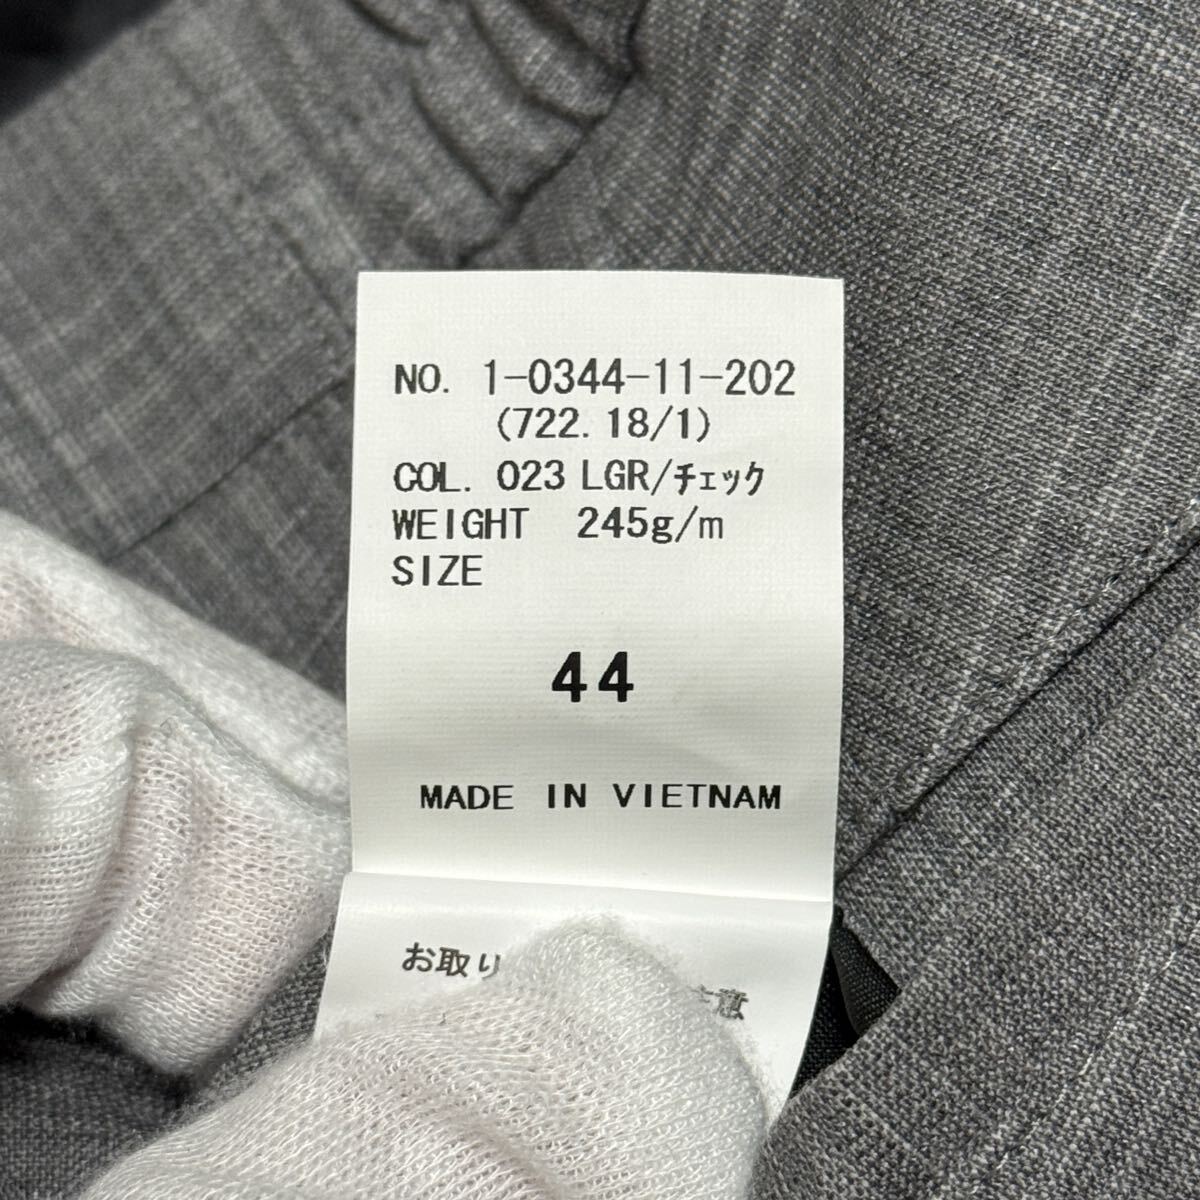 NO. 1-0344-11-202
(722.18/1)
COL. 023 LGR/チェック
WEIGHT 245g/m
SIZE
44
MADE IN VIETNAM
お取り